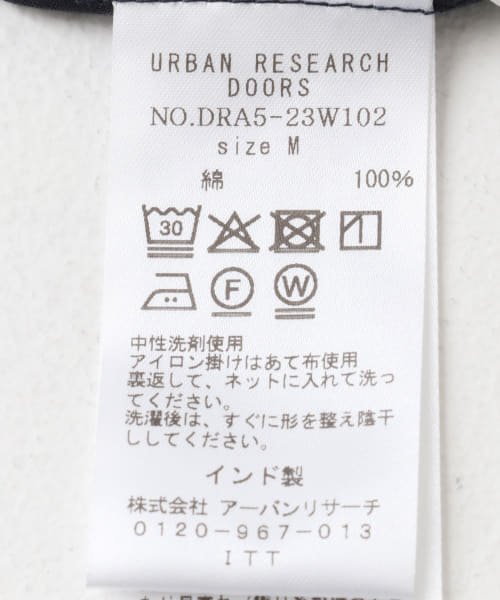 URBAN RESEARCH
DOORS
NO.DRA5-23W102
size M
綿 100%
30
F W
中性洗剤使用
アイロン掛けはあて布使用
裏返して、ネットに入れて洗っ
てください。
洗濯後は、すぐに形を整え陰干
ししてください。
インド製
株式会社 アーバンリサーチ
0120-967-013
ITT